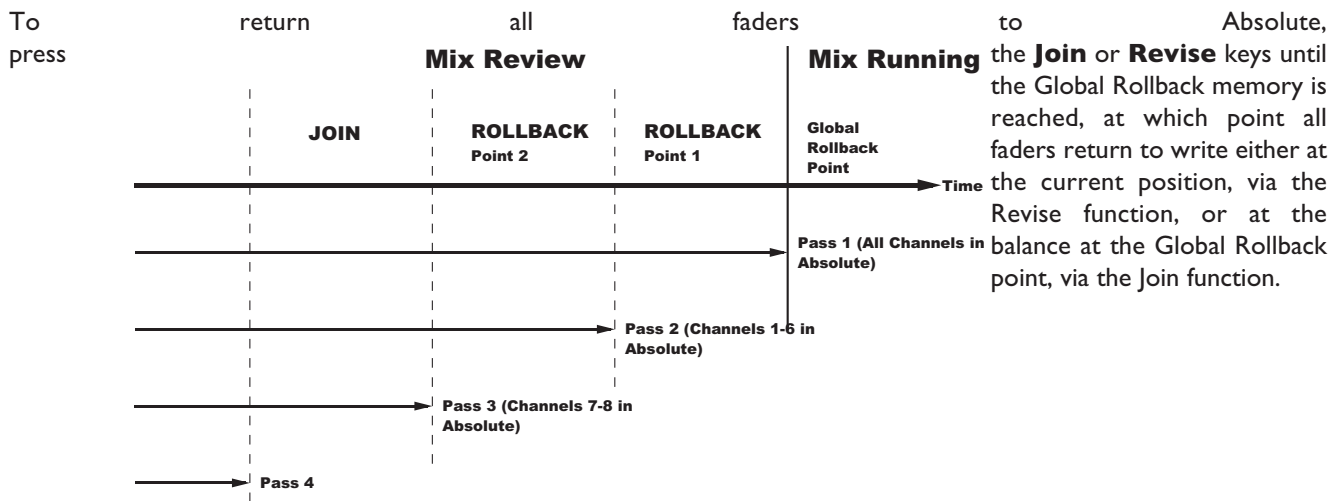 To return all faders to Absolute,
press
the Join or Revise keys until
the Global Rollback memory is
reached, at which point all
faders return to write either at
the current position, via the
Revise function, or at the
balance at the Global Rollback
point, via the Join function.
Mix Review
Mix Running
JOIN
ROLLBACK
Point 2
ROLLBACK
Point 1
Global
Rollback
Point
Time
Pass 1 (All Channels in
Absolute)
Pass 2 (Channels 1-6 in
Absolute)
Pass 3 (Channels 7-8 in
Absolute)
Pass 4